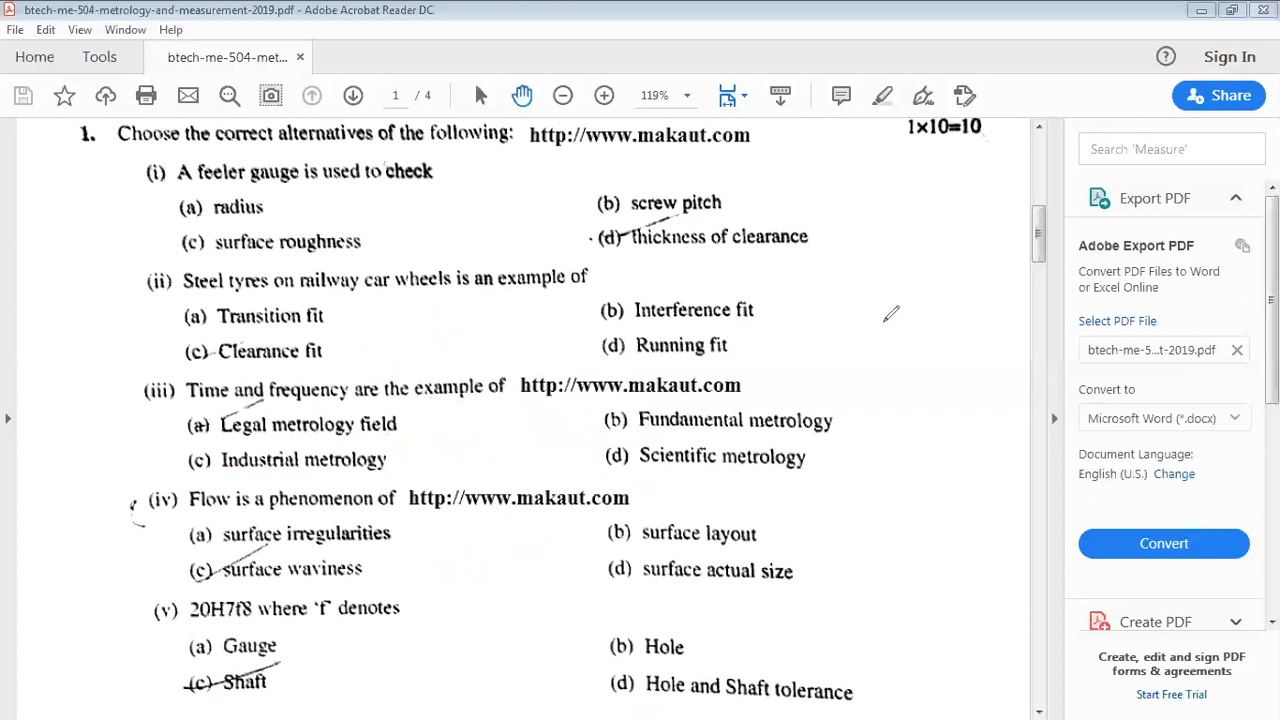 btech-me-504-metrology-and-measurement-2019.pdf - Adobe Acrobat Reader DC
File Edit View Window Help
Home Tools btech-me-504-met... × Sign In
1 / 4 119% Share
1. Choose the correct alternatives of the following: http://www.makaut.com 1×10=10
(i) A feeler gauge is used to check
(a) radius (b) screw pitch
(c) surface roughness (d) thickness of clearance
(ii) Steel tyres on railway car wheels is an example of
(a) Transition fit (b) Interference fit
(c) Clearance fit (d) Running fit
(iii) Time and frequency are the example of http://www.makaut.com
(a) Legal metrology field (b) Fundamental metrology
(c) Industrial metrology (d) Scientific metrology
(iv) Flow is a phenomenon of http://www.makaut.com
(a) surface irregularities (b) surface layout
(c) surface waviness (d) surface actual size
(v) 20H7f8 where 'f' denotes
(a) Gauge (b) Hole
(c) Shaft (d) Hole and Shaft tolerance
Search 'Measure'
Export PDF
Adobe Export PDF
Convert PDF Files to Word
or Excel Online
Select PDF File
btech-me-5...t-2019.pdf ×
Convert to
Microsoft Word (*.docx)
Document Language:
English (U.S.) Change
Convert
Create PDF
Create, edit and sign PDF
forms & agreements
Start Free Trial